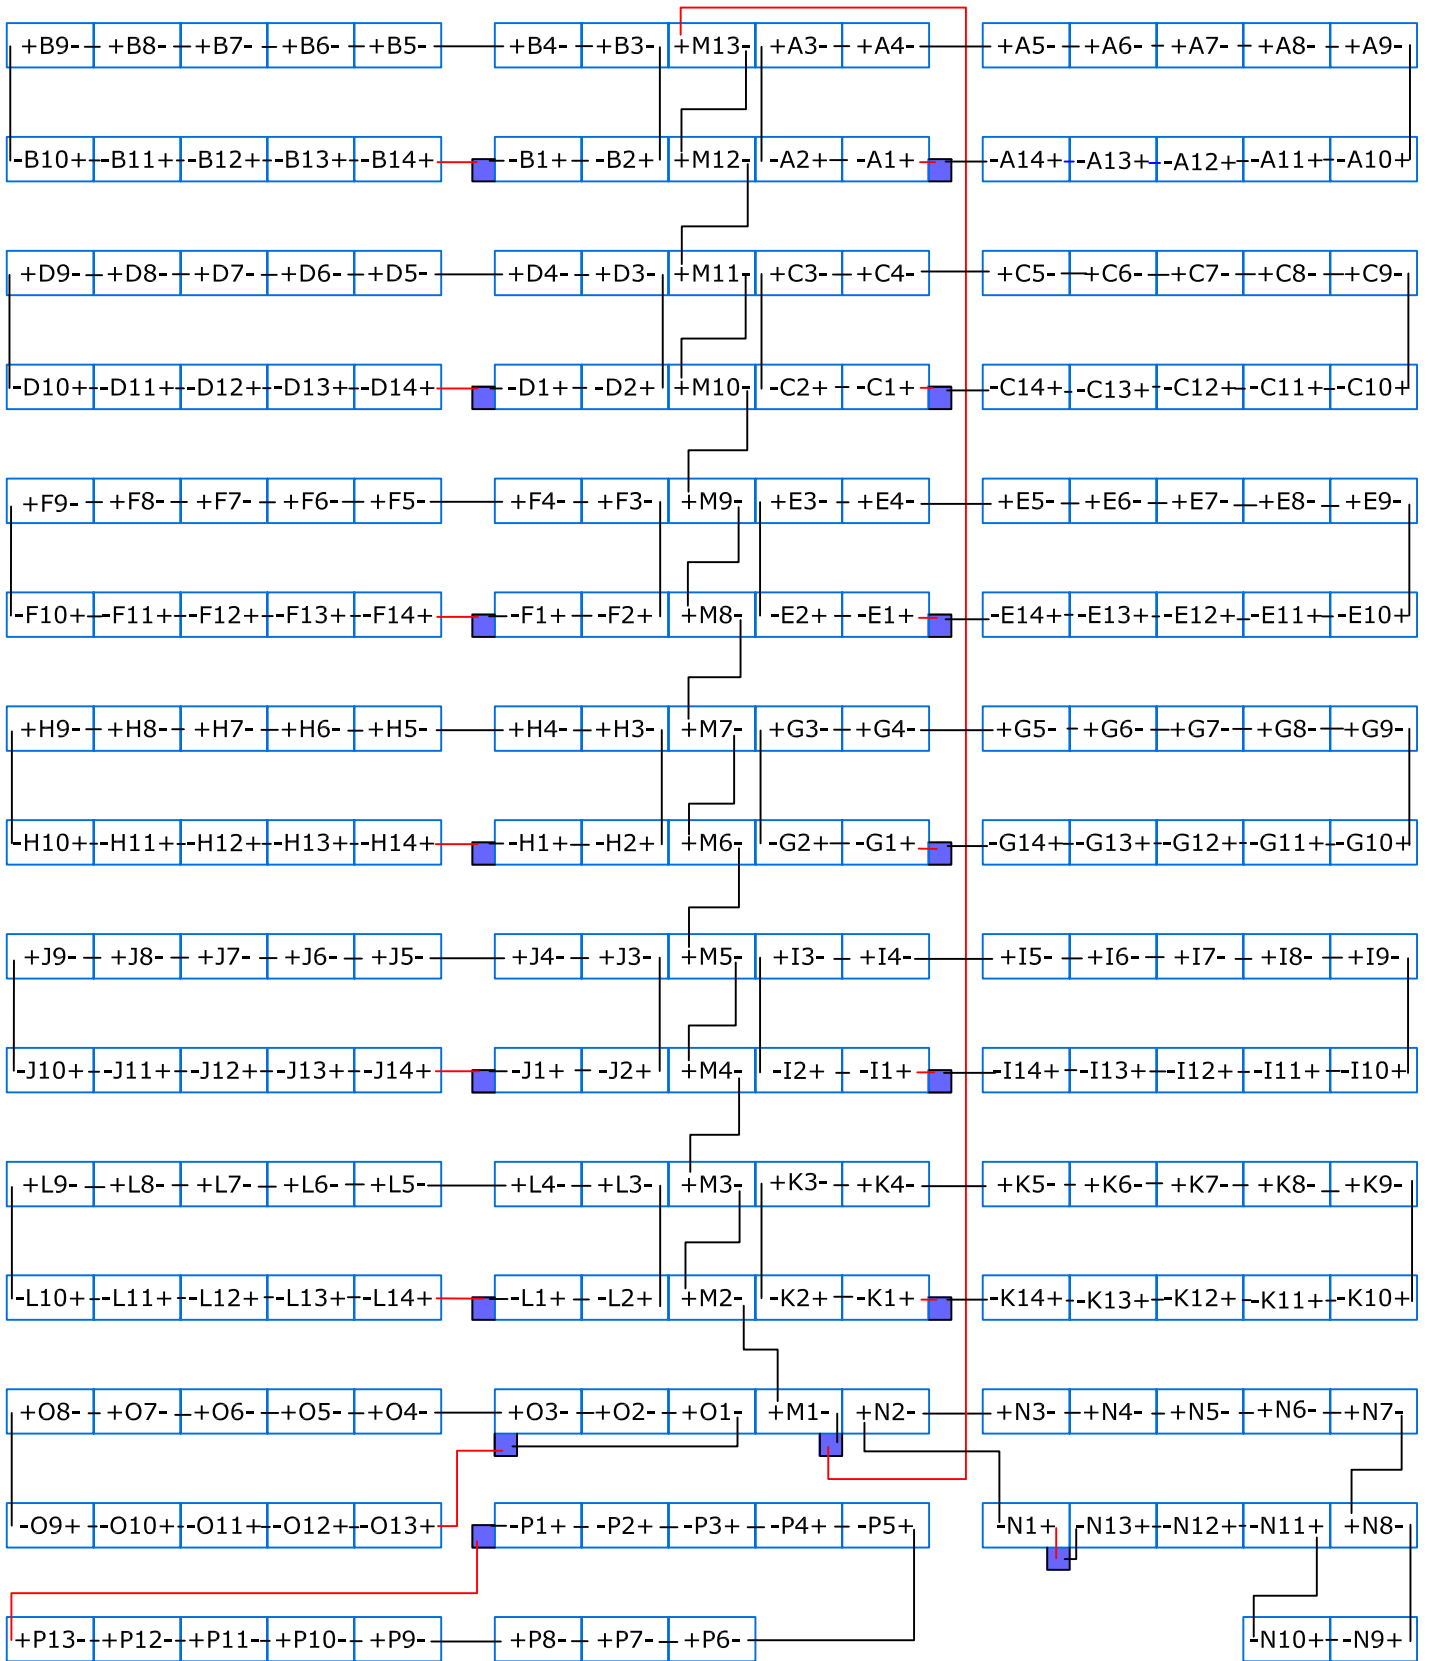 +B9- +B8- +B7- +B6- +B5- +B4- +B3- +M13- +A3- +A4- +A5- +A6- +A7- +A8- +A9-
-B10+ -B11+ -B12+ -B13+ -B14+ -B1+ -B2+ +M12- -A2+ -A1+ -A14+ -A13+ -A12+ -A11+ -A10+
+D9- +D8- +D7- +D6- +D5- +D4- +D3- +M11- +C3- +C4- +C5- +C6- +C7- +C8- +C9-
-D10+ -D11+ -D12+ -D13+ -D14+ -D1+ -D2+ +M10- -C2+ -C1+ -C14+ -C13+ -C12+ -C11+ -C10+
+F9- +F8- +F7- +F6- +F5- +F4- +F3- +M9- +E3- +E4- +E5- +E6- +E7- +E8- +E9-
-F10+ -F11+ -F12+ -F13+ -F14+ -F1+ -F2+ +M8- -E2+ -E1+ -E14+ -E13+ -E12+ -E11+ -E10+
+H9- +H8- +H7- +H6- +H5- +H4- +H3- +M7- +G3- +G4- +G5- +G6- +G7- +G8- +G9-
-H10+ -H11+ -H12+ -H13+ -H14+ -H1+ -H2+ +M6- -G2+ -G1+ -G14+ -G13+ -G12+ -G11+ -G10+
+J9- +J8- +J7- +J6- +J5- +J4- +J3- +M5- +I3- +I4- +I5- +I6- +I7- +I8- +I9-
-J10+ -J11+ -J12+ -J13+ -J14+ -J1+ -J2+ +M4- -I2+ -I1+ -I14+ -I13+ -I12+ -I11+ -I10+
+L9- +L8- +L7- +L6- +L5- +L4- +L3- +M3- +K3- +K4- +K5- +K6- +K7- +K8- +K9-
-L10+ -L11+ -L12+ -L13+ -L14+ -L1+ -L2+ +M2- -K2+ -K1+ -K14+ -K13+ -K12+ -K11+ -K10+
+O8- +O7- +O6- +O5- +O4- +O3- +O2- +O1- +M1- +N2- +N3- +N4- +N5- +N6- +N7-
-O9+ -O10+ -O11+ -O12+ -O13+ -P1+ -P2+ -P3+ -P4+ -P5+ -N1+ -N13+ -N12+ -N11+ +N8-
+P13- +P12- +P11- +P10- +P9- +P8- +P7- +P6- -N10+ -N9+